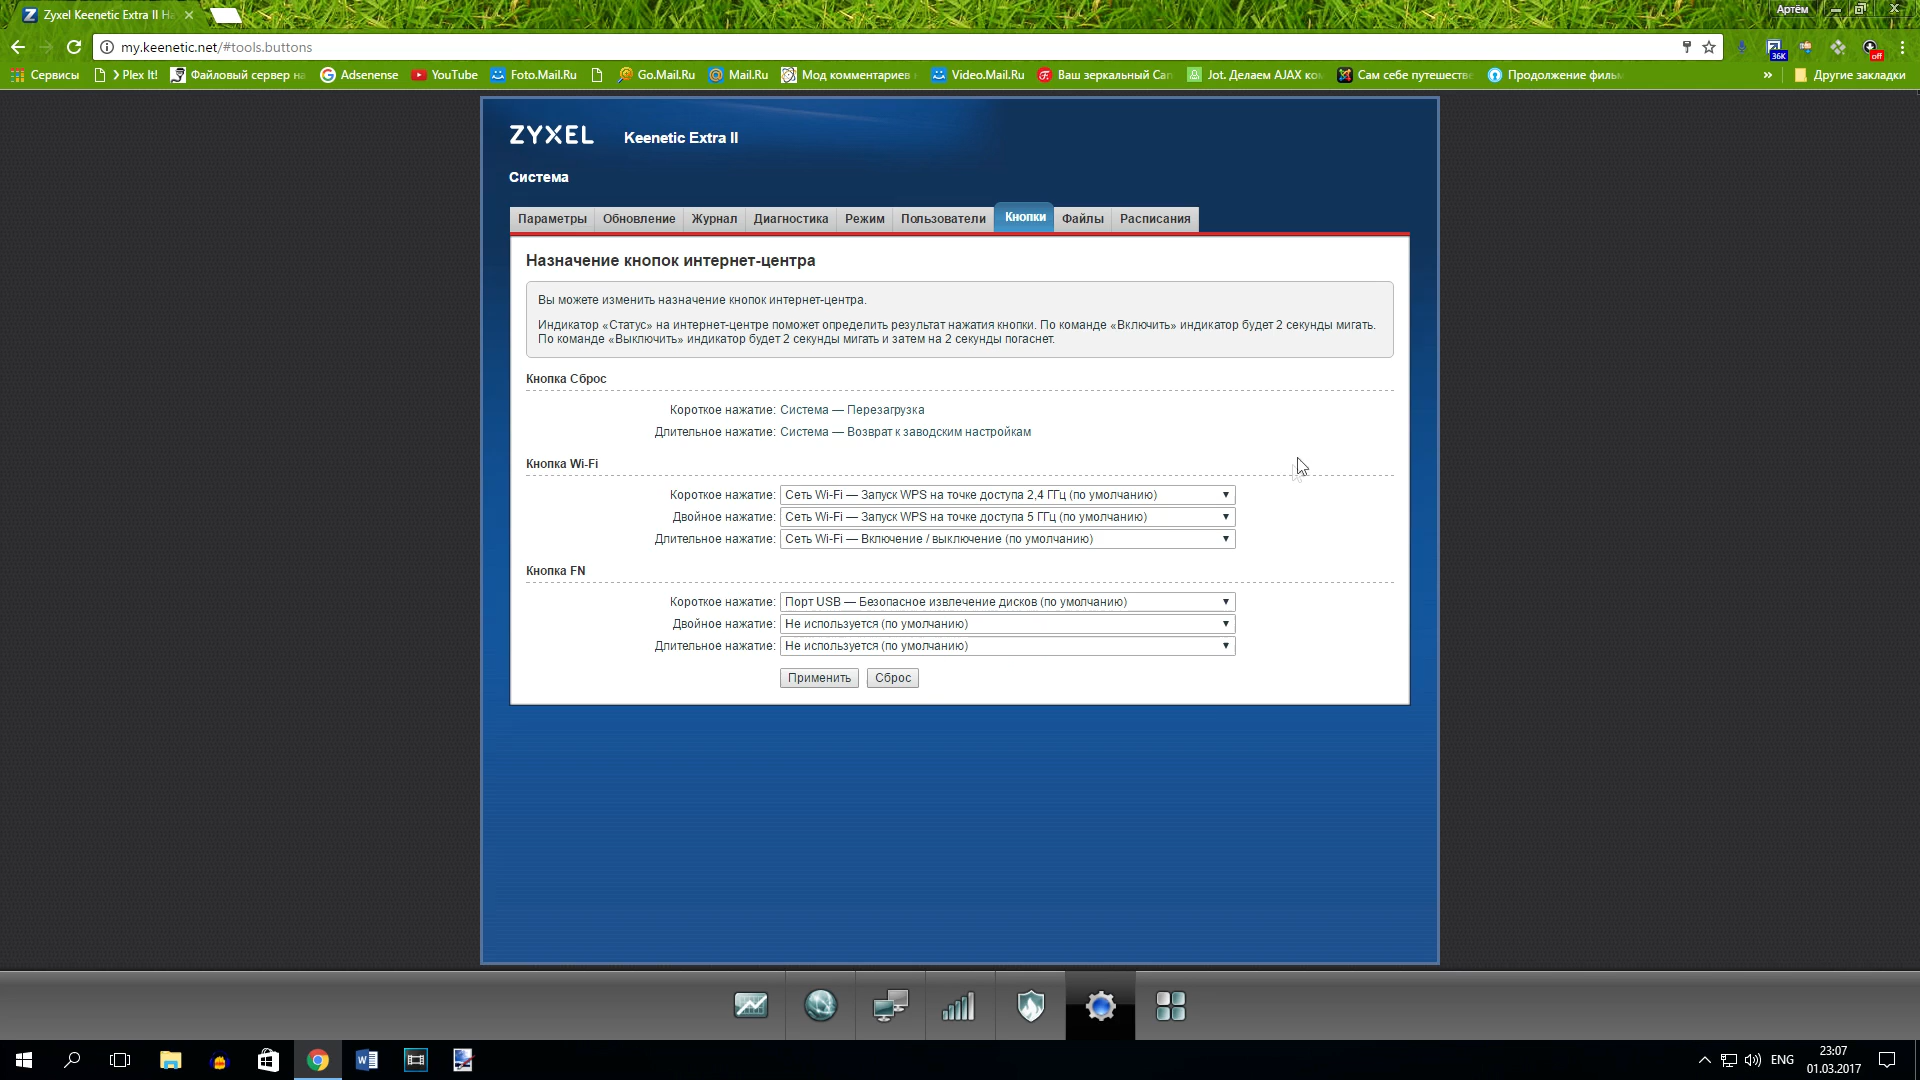 Zyxel Keenetic Extra II
Артём
my.keenetic.net/#tools.buttons
36K
off
Сервисы
Plex It!
Файловый сервер
Adsenense
YouTube
Foto.Mail.Ru
Go.Mail.Ru
Mail.Ru
Мод комментариев
Video.Mail.Ru
Ваш зеркальный
Jot. Делаем AJAX
Сам себе
Продолжение
»
Другие закладки
ZYXEL
Keenetic Extra II
Система
Параметры
Обновление
Журнал
Диагностика
Режим
Пользователи
Кнопки
Файлы
Расписания
Назначение кнопок интернет-центра
Вы можете изменить назначение кнопок интернет-центра.
Индикатор «Статус» на интернет-центре поможет определить результат нажатия кнопки. По команде «Включить» индикатор будет 2 секунды мигать.
По команде «Выключить» индикатор будет 2 секунды мигать и затем на 2 секунды погаснет.
Кнопка Сброс
Короткое нажатие: Система — Перезагрузка
Длительное нажатие: Система — Возврат к заводским настройкам
Кнопка Wi-Fi
Короткое нажатие: Сеть Wi-Fi — Запуск WPS на точке доступа 2,4 ГГц (по умолчанию)
Двойное нажатие: Сеть Wi-Fi — Запуск WPS на точке доступа 5 ГГц (по умолчанию)
Длительное нажатие: Сеть Wi-Fi — Включение / выключение (по умолчанию)
Кнопка FN
Короткое нажатие: Порт USB — Безопасное извлечение дисков (по умолчанию)
Двойное нажатие: Не используется (по умолчанию)
Длительное нажатие: Не используется (по умолчанию)
Применить
Сброс
ENG
23:07
01.03.2017